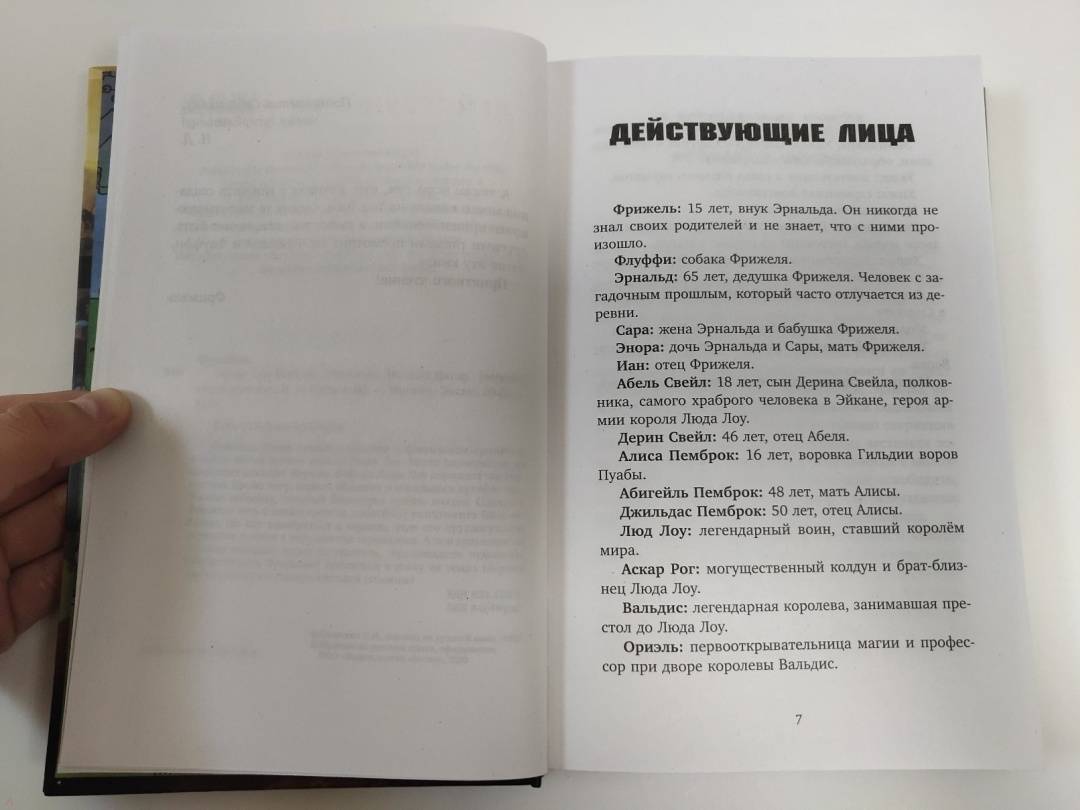 ДЕЙСТВУЮЩИЕ ЛИЦА
Фрижель: 15 лет, внук Эрнальда. Он никогда не
знал своих родителей и не знает, что с ними про-
изошло.
Флуффи: собака Фрижеля.
Эрнальд: 65 лет, дедушка Фрижеля. Человек с за-
гадочным прошлым, который часто отлучается из де-
ревни.
Сара: жена Эрнальда и бабушка Фрижеля.
Энора: дочь Эрнальда и Сары, мать Фрижеля.
Иан: отец Фрижеля.
Абель Свейл: 18 лет, сын Дерина Свейла, полков-
ника, самого храброго человека в Эйкане, героя ар-
мии короля Люда Лоу.
Дерин Свейл: 46 лет, отец Абеля.
Алиса Пемброк: 16 лет, воровка Гильдии воров
Пуабы.
Абигейль Пемброк: 48 лет, мать Алисы.
Джильдас Пемброк: 50 лет, отец Алисы.
Люд Лоу: легендарный воин, ставший королём
мира.
Аскар Рог: могущественный колдун и брат-близ-
нец Люда Лоу.
Вальдис: легендарная королева, занимавшая пре-
стол до Люда Лоу.
Ориэль: первооткрывательница магии и профес-
сор при дворе королевы Вальдис.
7